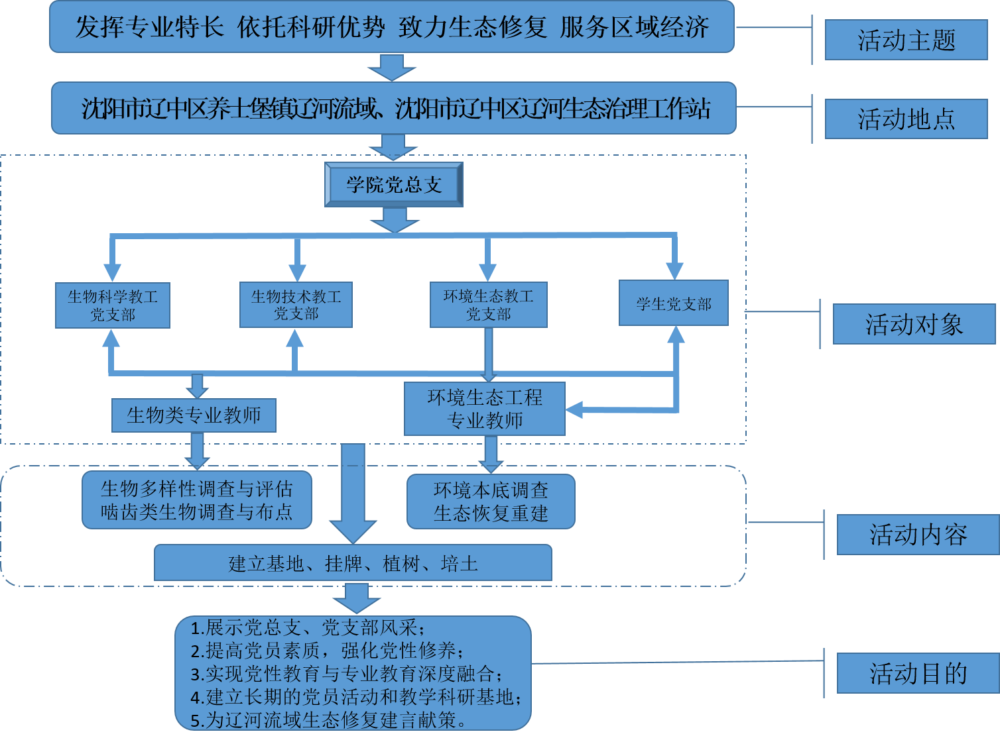 发挥专业特长 依托科研优势 致力生态修复 服务区域经济
活动主题
沈阳市辽中区养士堡镇辽河流域、沈阳市辽中区辽河生态治理工作站
活动地点
学院党总支
生物科学教工
党支部
生物技术教工
党支部
环境生态教工
党支部
学生党支部
活动对象
生物类专业教师
环境生态工程
专业教师
生物多样性调查与评估
啮齿类生物调查与布点
环境本底调查
生态恢复重建
活动内容
建立基地、挂牌、植树、培土
1.展示党总支、党支部风采；
2.提高党员素质，强化党性修养；
3.实现党性教育与专业教育深度融合；
4.建立长期的党员活动和教学科研基地；
5.为辽河流域生态修复建言献策。
活动目的